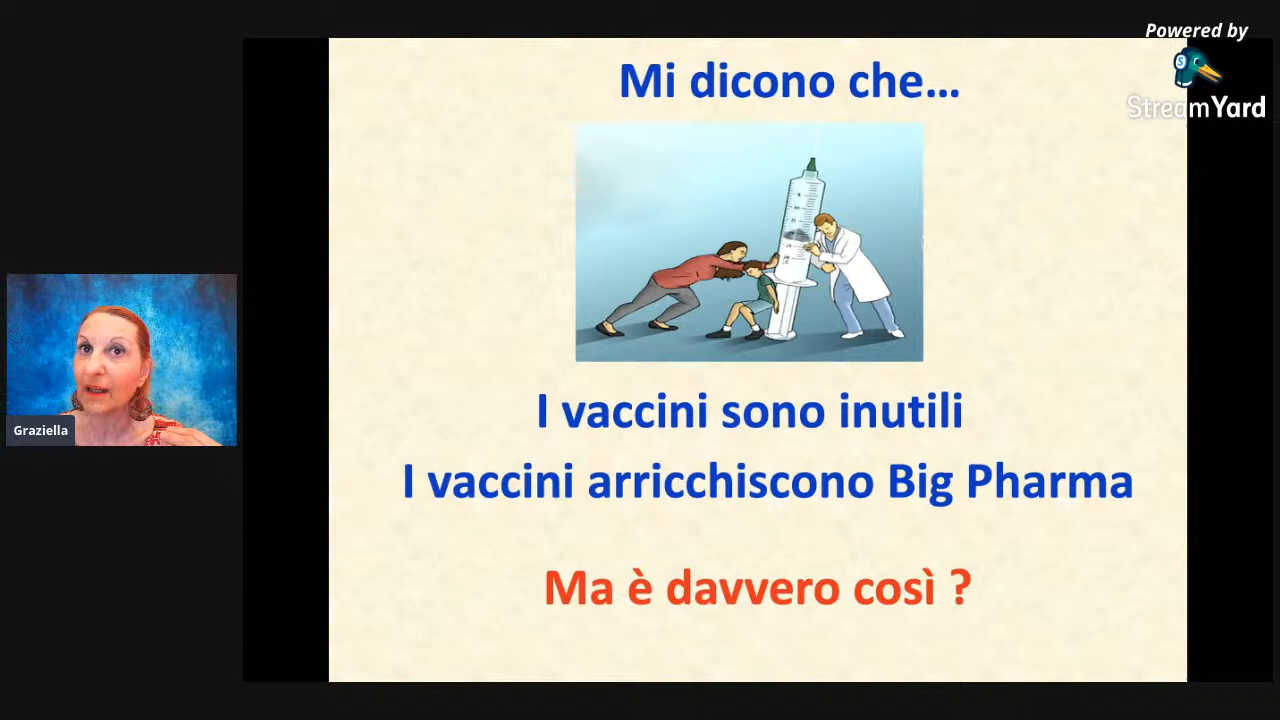 Powered by
StreamYard
Mi dicono che...
I vaccini sono inutili
I vaccini arricchiscono Big Pharma
Ma è davvero così ?
Graziella